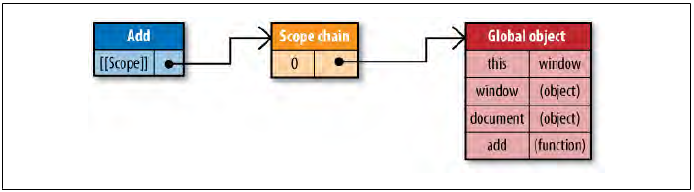 Add
[[Scope]]
Scope chain
0
Global object
this window
window (object)
document (object)
add (function)